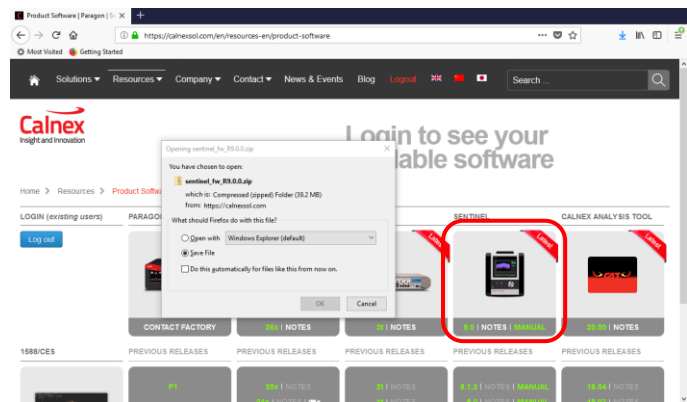 Product Software | Paragon | S
https://calnexsol.com/en/resources-en/product-software
Most Visited Getting Started
Solutions Resources Company Contact News & Events Blog Logout Search ...
Calnex
Insight and Innovation
Login to see your
able software
Home > Resources > Product Softwa
Opening sentinel_fw_R9.0.0.zip
You have chosen to open:
sentinel_fw_R9.0.0.zip
which is: Compressed (zipped) Folder (39.2 MB)
from: https://calnexsol.com
What should Firefox do with this file?
Open with Windows Explorer (default)
Save File
Do this automatically for files like this from now on.
OK Cancel
LOGIN (existing users) PARAGO SENTINEL CALNEX ANALYSIS TOOL
Log out
Latest Latest Latest
CAT
CONTACT FACTORY 26x | NOTES 2t | NOTES 9.0 | NOTES | MANUAL 20.00 | NOTES
1588/CES PREVIOUS RELEASES PREVIOUS RELEASES PREVIOUS RELEASES PREVIOUS RELEASES PREVIOUS RELEASES
P1 25x | NOTES 2t | NOTES 8.1.2 | NOTES | MANUAL 18.04 | NOTES